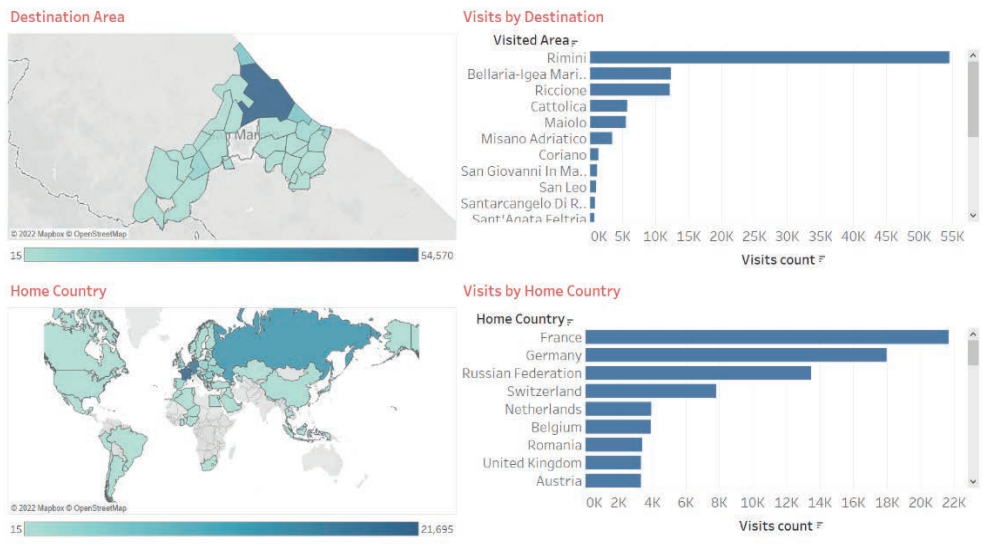 Destination Area
© 2022 Mapbox © OpenStreetMap
15 54,570
Visits by Destination
Visited Area
Rimini
Bellaria-Igea Mari..
Riccione
Cattolica
Maiolo
Misano Adriatico
Coriano
San Giovanni In Ma..
San Leo
Santarcangelo Di R..
Sant'Agata Feltria
0K 5K 10K 15K 20K 25K 30K 35K 40K 45K 50K 55K
Visits count
Home Country
© 2022 Mapbox © OpenStreetMap
15 21,695
Visits by Home Country
Home Country
France
Germany
Russian Federation
Switzerland
Netherlands
Belgium
Romania
United Kingdom
Austria
0K 2K 4K 6K 8K 10K 12K 14K 16K 18K 20K 22K
Visits count